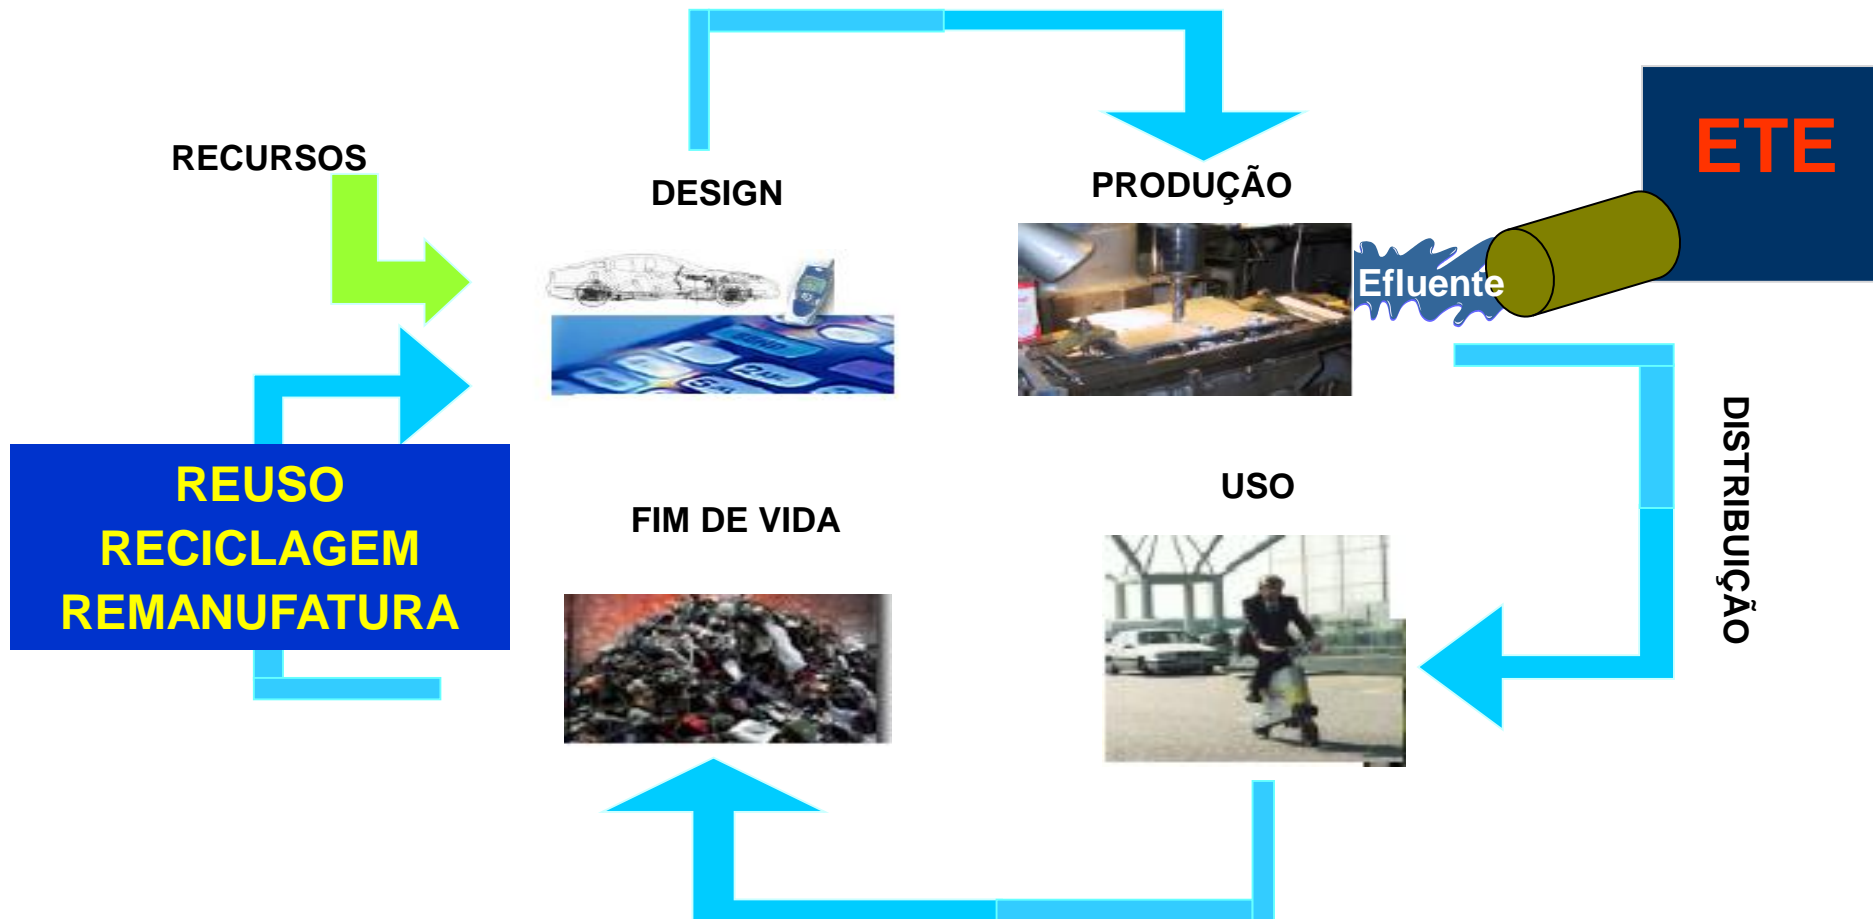 RECURSOS
DESIGN
PRODUÇÃO
ETE
Efluente
DISTRIBUIÇÃO
REUSO
RECICLAGEM
REMANUFATURA
FIM DE VIDA
USO